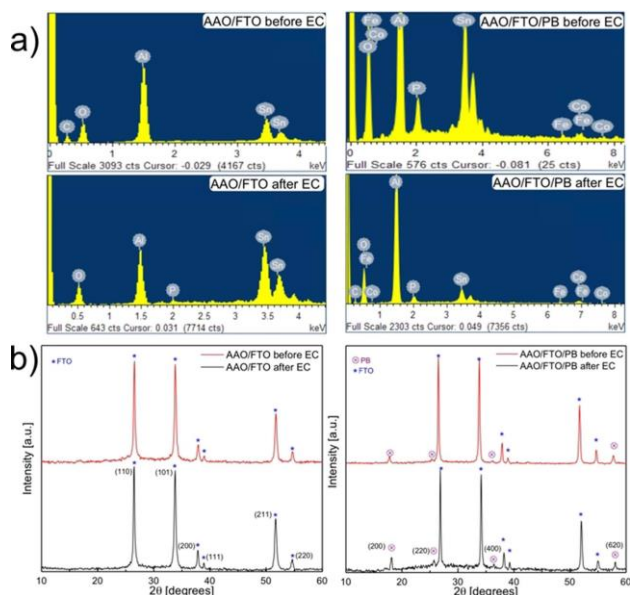 a)
AAO/FTO before EC
C O Al Sn Sn
0 1 2 3 4
Full Scale 3093 cts Cursor: -0.029 (4167 cts) keV
AAO/FTO/PB before EC
Fe Co O Al P Sn Fe Co Fe Co
0 2 4 6 8
Full Scale 576 cts Cursor: -0.081 (25 cts) keV
AAO/FTO after EC
O Al P Sn Sn
0.5 1 1.5 2 2.5 3 3.5 4
Full Scale 643 cts Cursor: 0.031 (7714 cts) keV
AAO/FTO/PB after EC
C O Fe Co Al P Sn Fe Fe
0 1 2 3 4 5 6 7 8
Full Scale 2303 cts Cursor: 0.049 (7356 cts) keV
b)
*FTO
AAO/FTO before EC
AAO/FTO after EC
(110) (101) (200) (111) (211) (220)
Intensity [a.u.]
10 20 30 40 50 60
2θ [degrees]
PB
FTO
AAO/FTO/PB before EC
AAO/FTO/PB after EC
(200) (220) (400) (620)
Intensity [a.u.]
10 20 30 40 50 60
2θ [degrees]